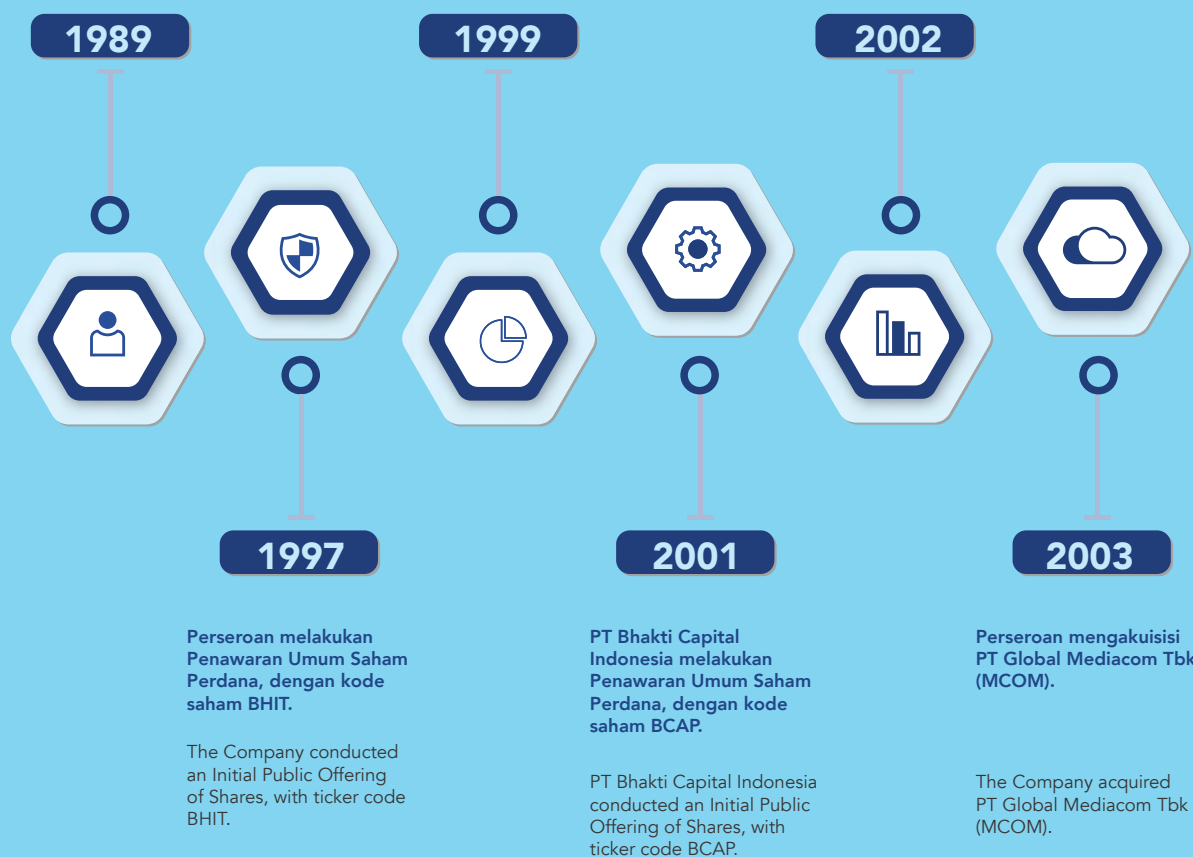 1989
1999
2002
1997
2001
2003
Perseroan melakukan
Penawaran Umum Saham
Perdana, dengan kode
saham BHIT.
The Company conducted
an Initial Public Offering
of Shares, with ticker code
BHIT.
PT Bhakti Capital
Indonesia melakukan
Penawaran Umum Saham
Perdana, dengan kode
saham BCAP.
PT Bhakti Capital Indonesia
conducted an Initial Public
Offering of Shares, with
ticker code BCAP.
Perseroan mengakuisisi
PT Global Mediacom Tbk
(MCOM).
The Company acquired
PT Global Mediacom Tbk
(MCOM).